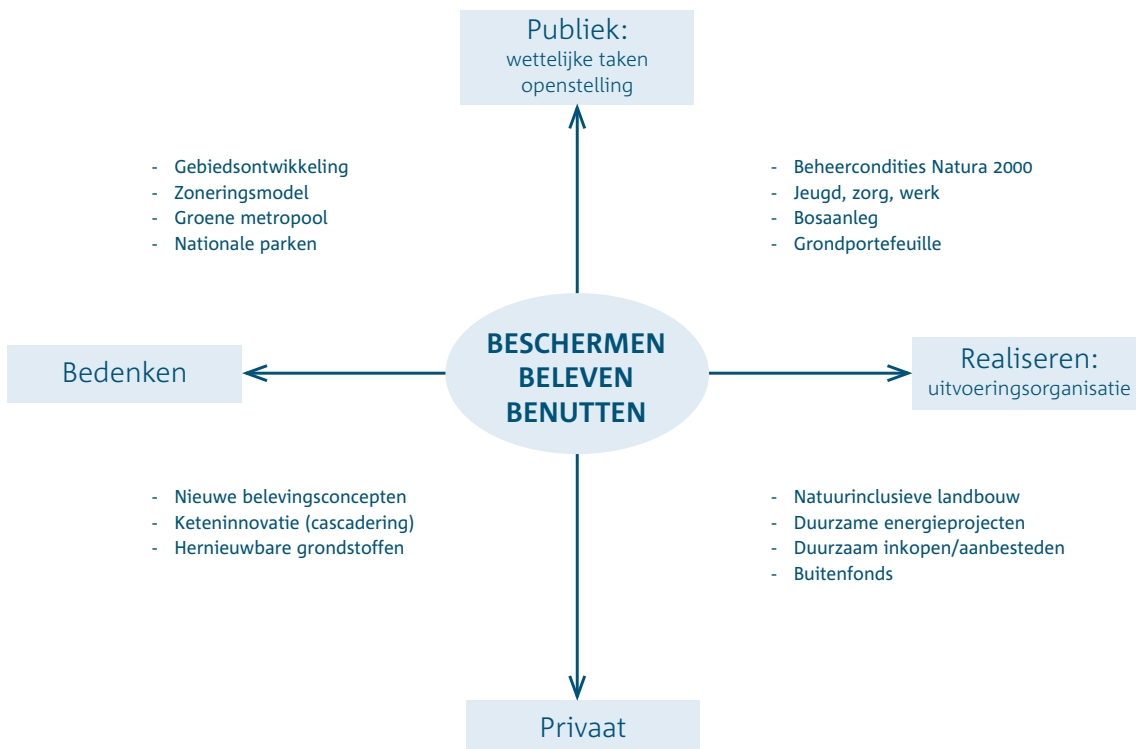 Publiek:
wettelijke taken
openstelling
- Gebiedsontwikkeling
- Zoneringsmodel
- Groene metropool
- Nationale parken
- Beheercondities Natura 2000
- Jeugd, zorg, werk
- Bosaanleg
- Grondportefeuille
Bedenken
BESCHERMEN
BELEVEN
BENUTTEN
Realiseren:
uitvoeringsorganisatie
- Nieuwe belevingsconcepten
- Keteninnovatie (cascadering)
- Hernieuwbare grondstoffen
- Natuurinclusieve landbouw
- Duurzame energieprojecten
- Duurzaam inkopen/aanbesteden
- Buitenfonds
Privaat